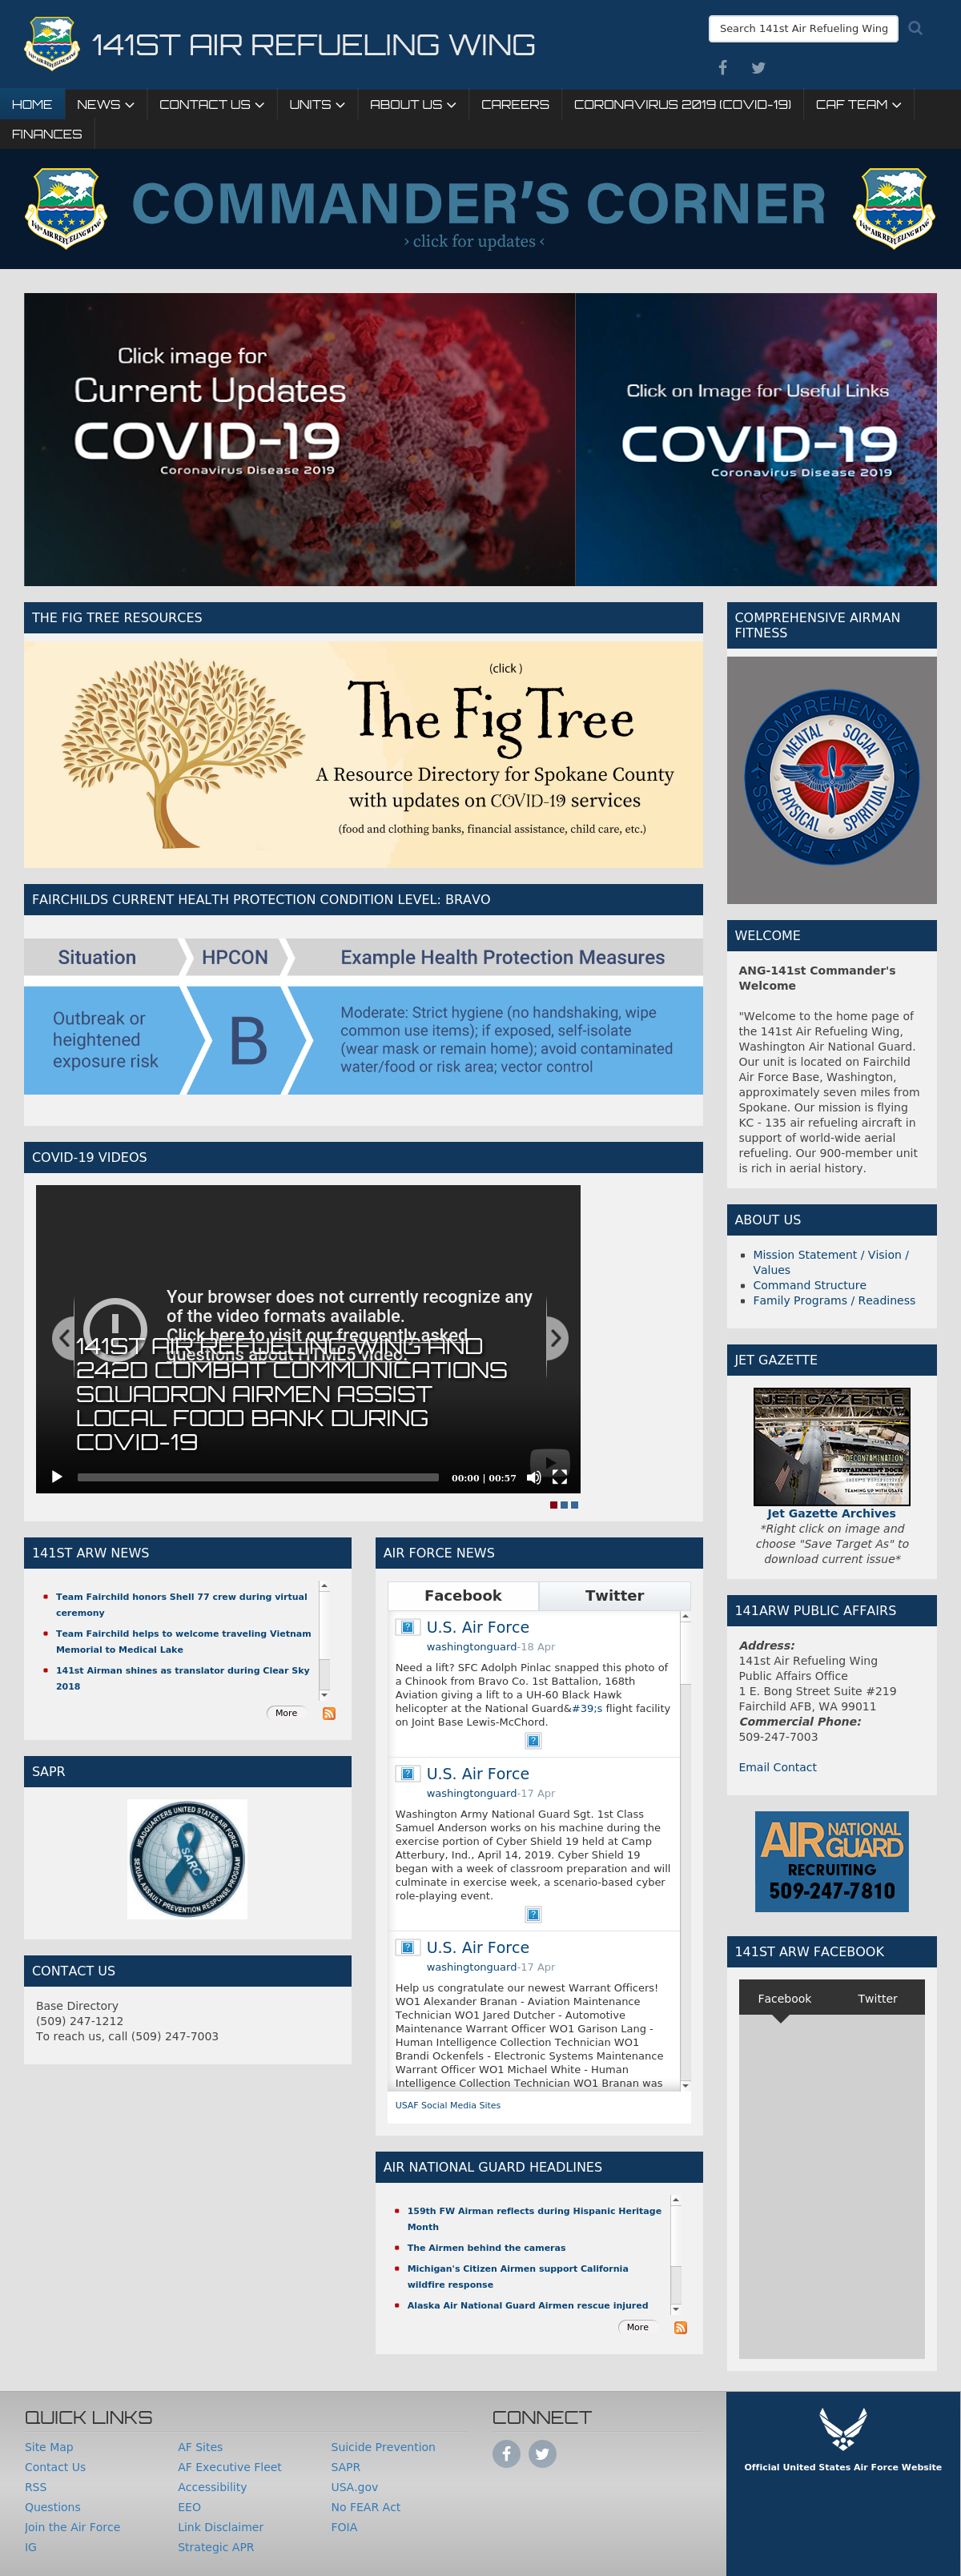 141ST AIR REFUELING WING
Search 141st Air Refueling Wing
HOME
NEWS
CONTACT US
UNITS
ABOUT US
CAREERS
CORONAVIRUS 2019 (COVID-19)
CAF TEAM
FINANCES
COMMANDER'S CORNER
› click for updates ‹
Click image for
Current Updates
COVID-19
Coronavirus Disease 2019
Click on Image for Useful Links
COVID-19
Coronavirus Disease 2019
THE FIG TREE RESOURCES
(click )
The Fig Tree
A Resource Directory for Spokane County
with updates on COVID-19 services
(food and clothing banks, financial assistance, child care, etc.)
FAIRCHILDS CURRENT HEALTH PROTECTION CONDITION LEVEL: BRAVO
Situation
HPCON
Example Health Protection Measures
Outbreak or
heightened
exposure risk
B
Moderate: Strict hygiene (no handshaking, wipe
common use items); if exposed, self-isolate
(wear mask or remain home); avoid contaminated
water/food or risk area; vector control
COVID-19 VIDEOS
Your browser does not currently recognize any
of the video formats available.
Click here to visit our frequently asked
questions about HTML5 video.
141ST AIR REFUELING WING AND
242D COMBAT COMMUNICATIONS
SQUADRON AIRMEN ASSIST
LOCAL FOOD BANK DURING
COVID-19
00:00 | 00:57
141ST ARW NEWS
Team Fairchild honors Shell 77 crew during virtual
ceremony
Team Fairchild helps to welcome traveling Vietnam
Memorial to Medical Lake
141st Airman shines as translator during Clear Sky
2018
More
SAPR
HEADQUARTERS UNITED STATES AIR FORCE
SARC
SEXUAL ASSAULT PREVENTION RESPONSE PROGRAM
CONTACT US
Base Directory
(509) 247-1212
To reach us, call (509) 247-7003
AIR FORCE NEWS
Facebook
Twitter
U.S. Air Force
washingtonguard-18 Apr
Need a lift? SFC Adolph Pinlac snapped this photo of
a Chinook from Bravo Co. 1st Battalion, 168th
Aviation giving a lift to a UH-60 Black Hawk
helicopter at the National Guard&#39;s flight facility
on Joint Base Lewis-McChord.
U.S. Air Force
washingtonguard-17 Apr
Washington Army National Guard Sgt. 1st Class
Samuel Anderson works on his machine during the
exercise portion of Cyber Shield 19 held at Camp
Atterbury, Ind., April 14, 2019. Cyber Shield 19
began with a week of classroom preparation and will
culminate in exercise week, a scenario-based cyber
role-playing event.
U.S. Air Force
washingtonguard-17 Apr
Help us congratulate our newest Warrant Officers!
WO1 Alexander Branan - Aviation Maintenance
Technician WO1 Jared Dutcher - Automotive
Maintenance Warrant Officer WO1 Garison Lang -
Human Intelligence Collection Technician WO1
Brandi Ockenfels - Electronic Systems Maintenance
Warrant Officer WO1 Michael White - Human
Intelligence Collection Technician WO1 Branan was
USAF Social Media Sites
AIR NATIONAL GUARD HEADLINES
159th FW Airman reflects during Hispanic Heritage
Month
The Airmen behind the cameras
Michigan's Citizen Airmen support California
wildfire response
Alaska Air National Guard Airmen rescue injured
More
COMPREHENSIVE AIRMAN
FITNESS
COMPREHENSIVE AIRMAN FITNESS
MENTAL
SOCIAL
PHYSICAL
SPIRITUAL
WELCOME
ANG-141st Commander's
Welcome
"Welcome to the home page of
the 141st Air Refueling Wing,
Washington Air National Guard.
Our unit is located on Fairchild
Air Force Base, Washington,
approximately seven miles from
Spokane. Our mission is flying
KC - 135 air refueling aircraft in
support of world-wide aerial
refueling. Our 900-member unit
is rich in aerial history.
ABOUT US
Mission Statement / Vision /
Values
Command Structure
Family Programs / Readiness
JET GAZETTE
JET GAZETTE
DECONTAMINATION
SUSTAINMENT DOCK
TEAMING UP WITH USAFE
Jet Gazette Archives
*Right click on image and
choose "Save Target As" to
download current issue*
141ARW PUBLIC AFFAIRS
Address:
141st Air Refueling Wing
Public Affairs Office
1 E. Bong Street Suite #219
Fairchild AFB, WA 99011
Commercial Phone:
509-247-7003
Email Contact
AIR NATIONAL GUARD
RECRUITING
509-247-7810
141ST ARW FACEBOOK
Facebook
Twitter
QUICK LINKS
Site Map
Contact Us
RSS
Questions
Join the Air Force
IG
AF Sites
AF Executive Fleet
Accessibility
EEO
Link Disclaimer
Strategic APR
Suicide Prevention
SAPR
USA.gov
No FEAR Act
FOIA
CONNECT
Official United States Air Force Website